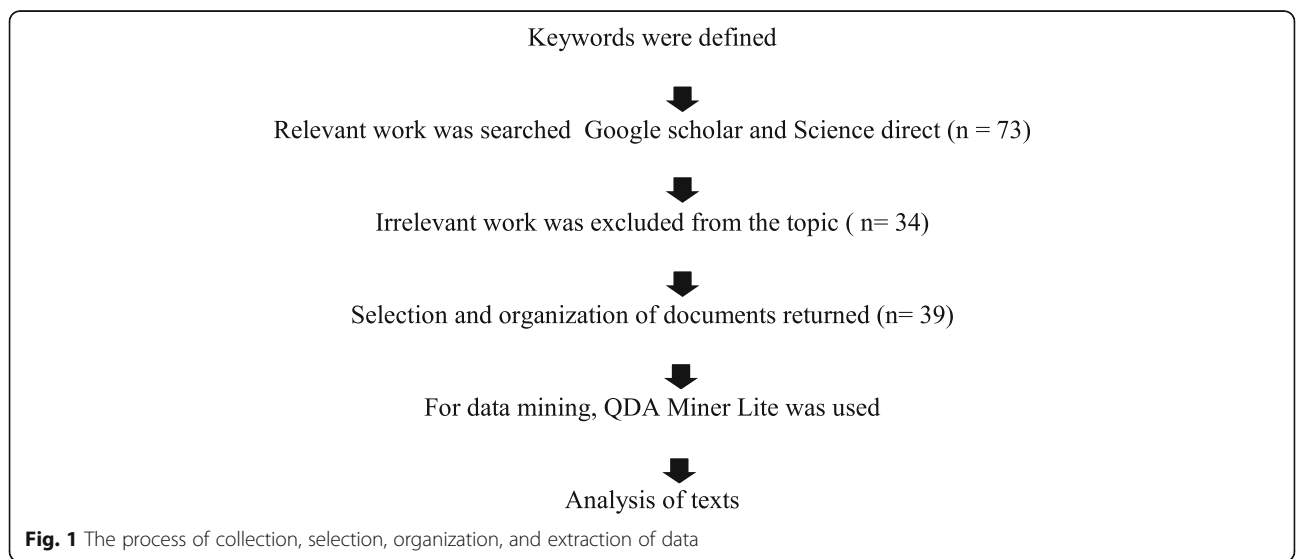 Keywords were defined
Relevant work was searched Google scholar and Science direct (n = 73)
Irrelevant work was excluded from the topic ( n= 34)
Selection and organization of documents returned (n= 39)
For data mining, QDA Miner Lite was used
Analysis of texts
Fig. 1 The process of collection, selection, organization, and extraction of data